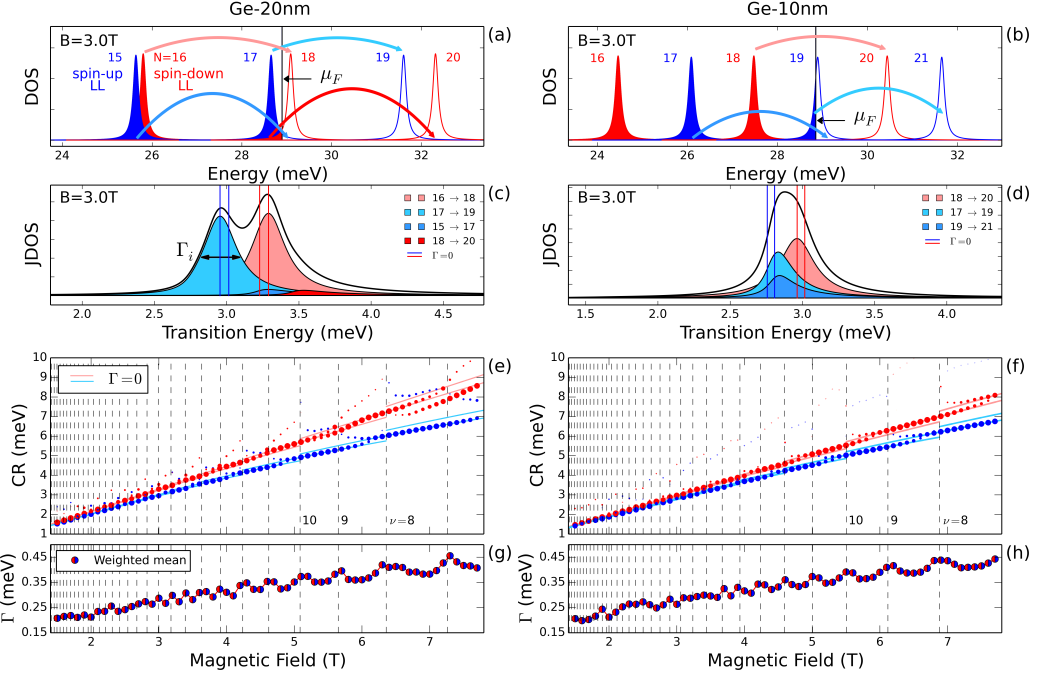 Ge-20nm
Ge-10nm
B=3.0T
(a)
15
N=16
17
18
19
20
spin-up
LL
spin-down
LL
μ_F
DOS
24 26 28 30 32
Energy (meV)
B=3.0T
(b)
16
17
18
19
20
21
μ_F
DOS
24 26 28 30 32
Energy (meV)
B=3.0T
(c)
16 → 18
17 → 19
15 → 17
18 → 20
Γ=0
Γ_i
JDOS
2.0 2.5 3.0 3.5 4.0 4.5
Transition Energy (meV)
B=3.0T
(d)
18 → 20
17 → 19
19 → 21
Γ=0
JDOS
1.5 2.0 2.5 3.0 3.5 4.0
Transition Energy (meV)
(e)
Γ = 0
CR (meV)
10
9
8
7
6
5
4
3
2
1
10
9
ν=8
(f)
CR (meV)
10
9
8
7
6
5
4
3
2
1
10
9
ν=8
(g)
Weighted mean
Γ (meV)
0.45
0.35
0.25
0.15
2 3 4 5 6 7
Magnetic Field (T)
(h)
Γ (meV)
0.45
0.35
0.25
0.15
2 3 4 5 6 7
Magnetic Field (T)